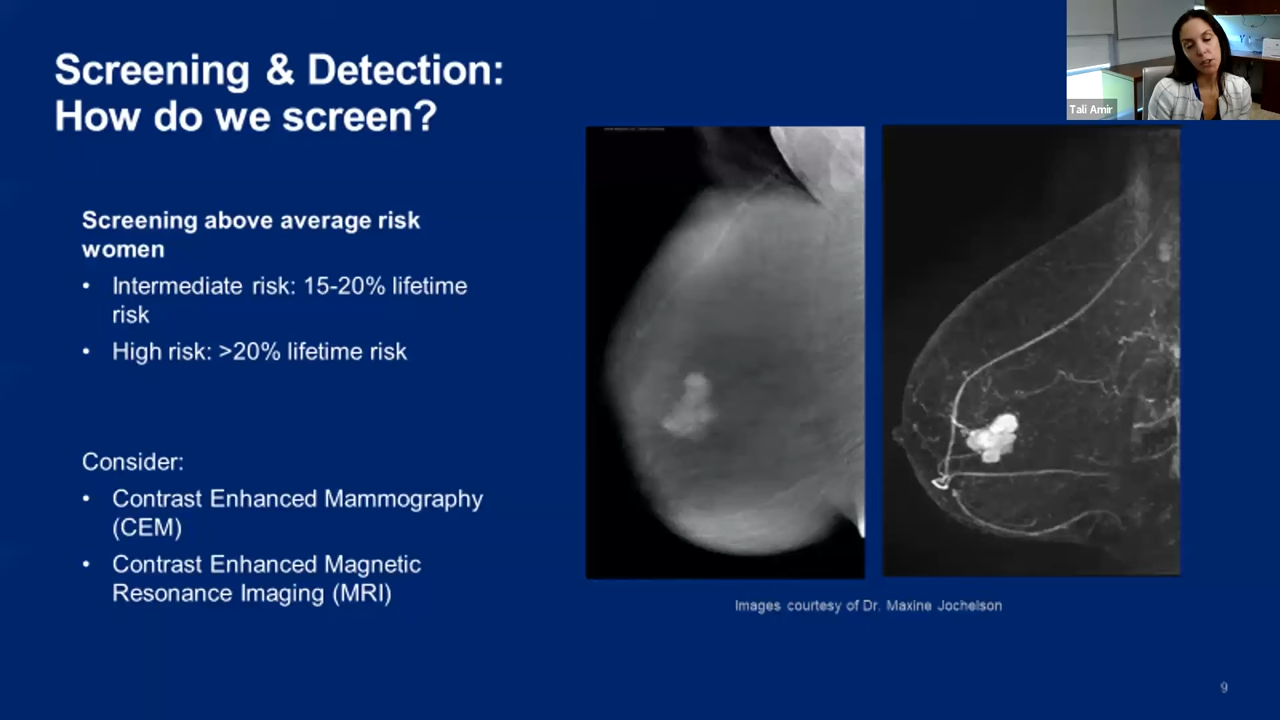 Screening & Detection:
How do we screen?
Tali Amir
Screening above average risk
women
• Intermediate risk: 15-20% lifetime
risk
• High risk: >20% lifetime risk
Consider:
• Contrast Enhanced Mammography
(CEM)
• Contrast Enhanced Magnetic
Resonance Imaging (MRI)
Images courtesy of Dr. Maxine Jochelson
9